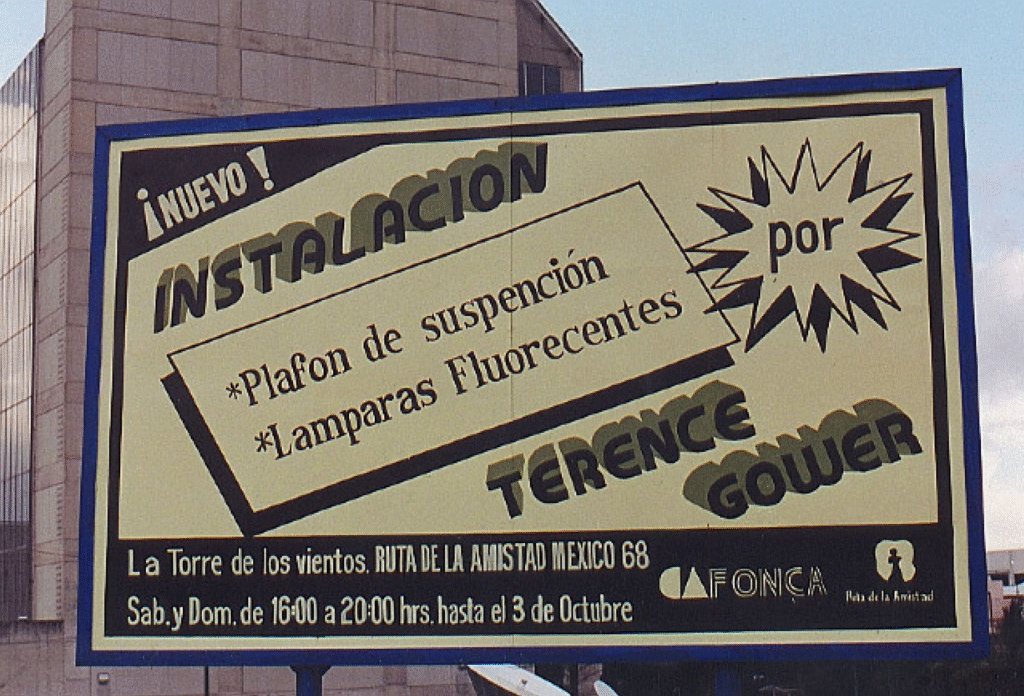 ¡NUEVO!
INSTALACION
*Plafon de suspención
*Lamparas Fluorecentes
por
TERENCE
GOWER
La Torre de los vientos. RUTA DE LA AMISTAD MEXICO 68
Sab. y Dom. de 16:00 a 20:00 hrs. hasta el 3 de Octubre
CA FONCA
Ruta de la Amistad